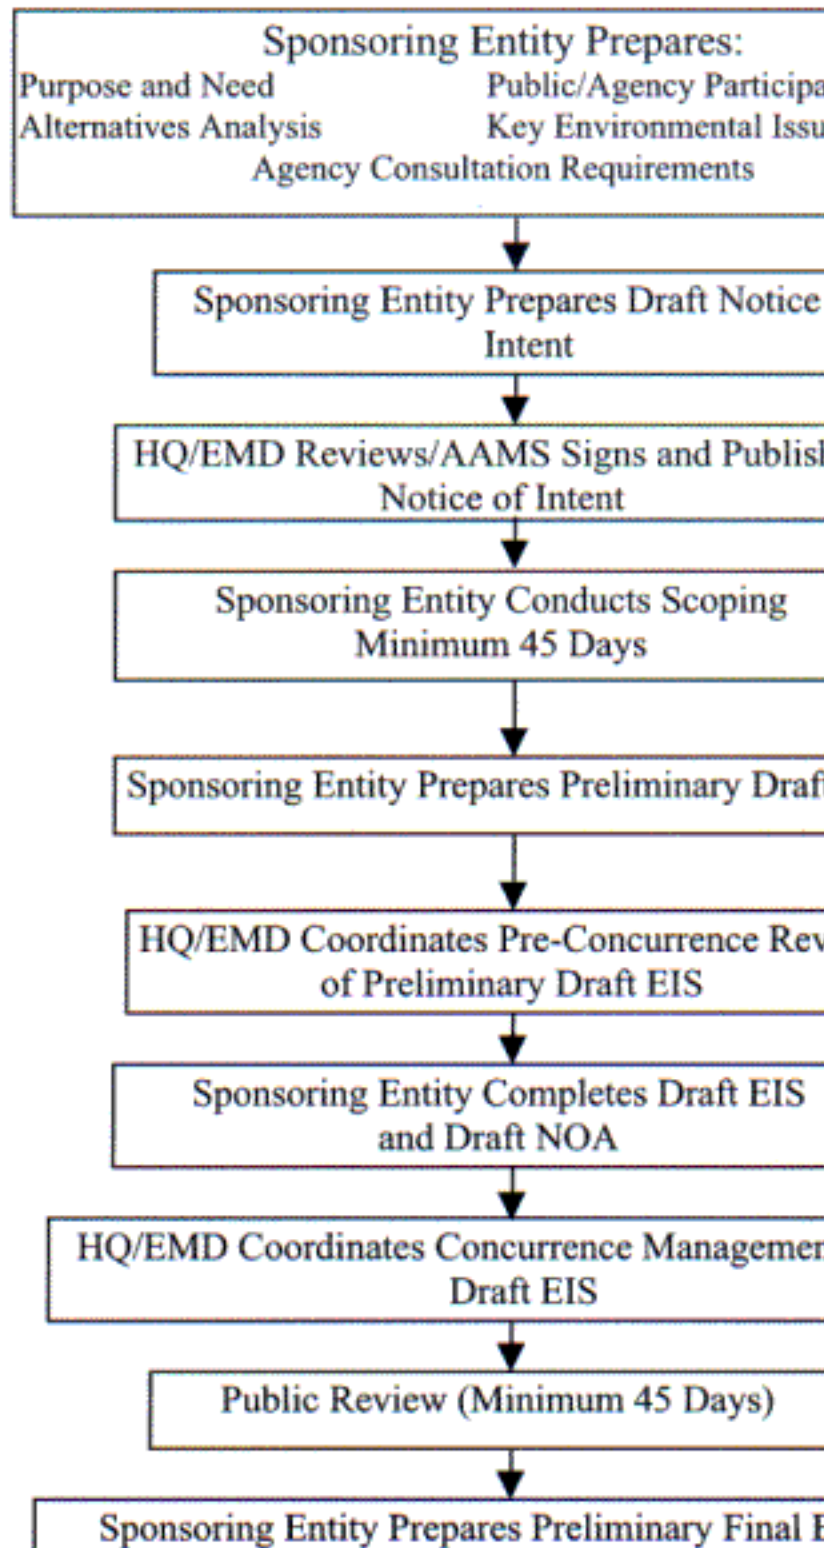 Sponsoring Entity Prepares:
Purpose and Need Public/Agency Participa
Alternatives Analysis Key Environmental Issu
Agency Consultation Requirements
Sponsoring Entity Prepares Draft Notice
Intent
HQ/EMD Reviews/AAMS Signs and Publish
Notice of Intent
Sponsoring Entity Conducts Scoping
Minimum 45 Days
Sponsoring Entity Prepares Preliminary Draft
HQ/EMD Coordinates Pre-Concurrence Rev
of Preliminary Draft EIS
Sponsoring Entity Completes Draft EIS
and Draft NOA
HQ/EMD Coordinates Concurrence Managemen
Draft EIS
Public Review (Minimum 45 Days)
Sponsoring Entity Prepares Preliminary Final E